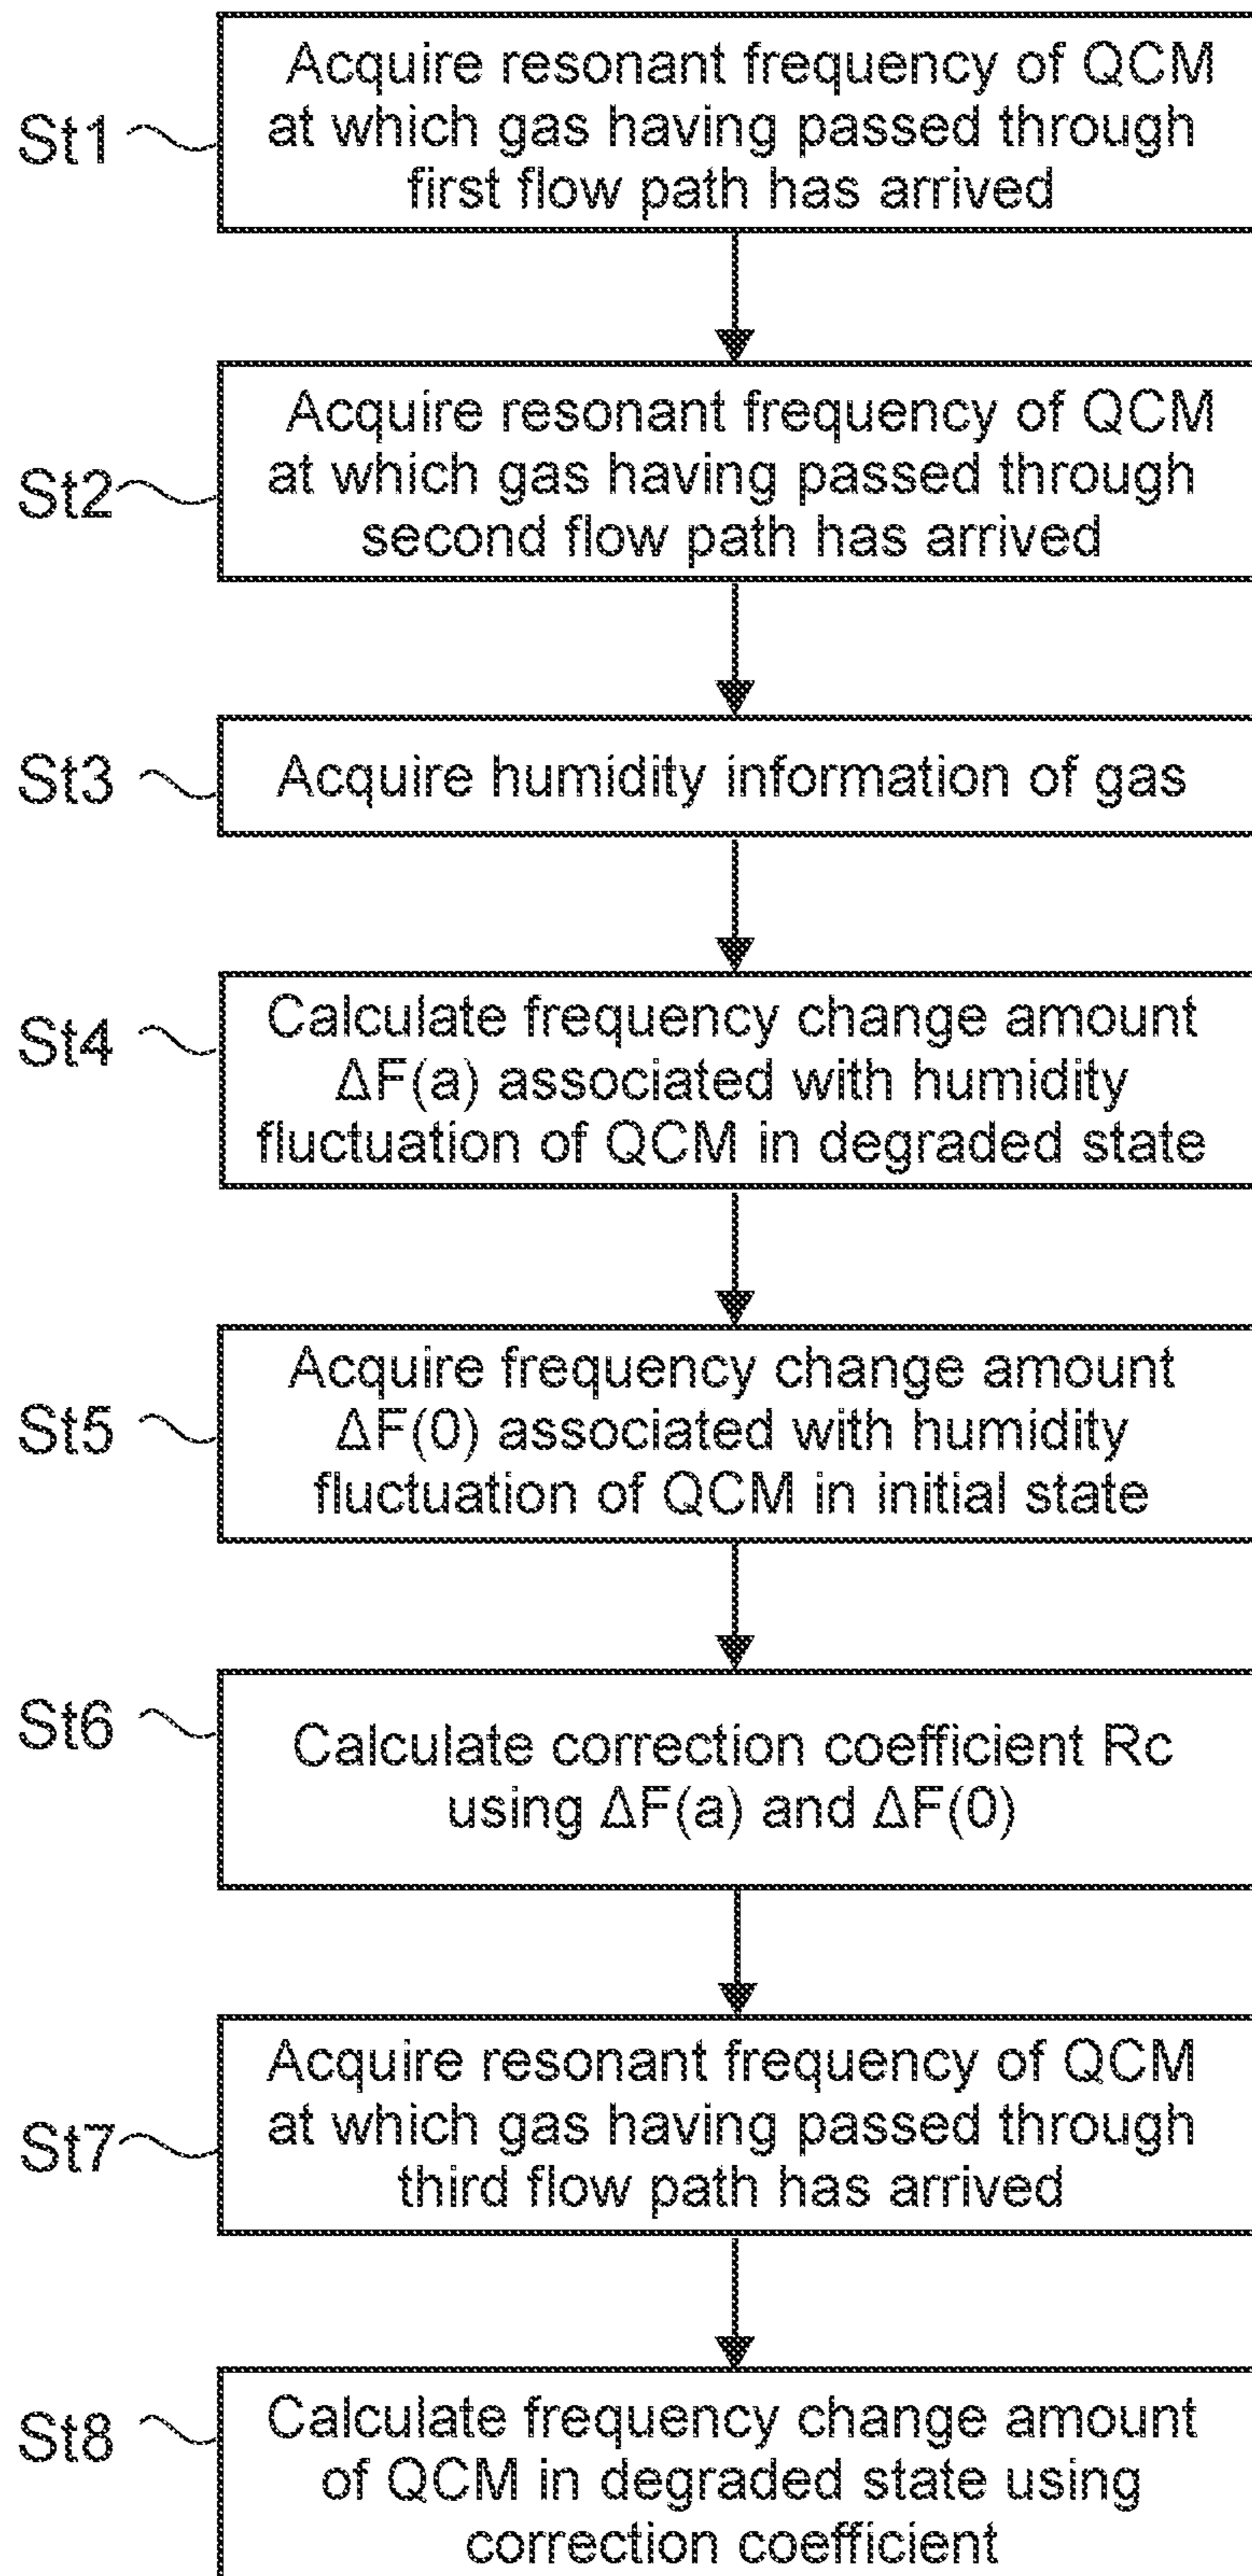 St1
Acquire resonant frequency of QCM
at which gas having passed through
first flow path has arrived
St2
Acquire resonant frequency of QCM
at which gas having passed through
second flow path has arrived
St3
Acquire humidity information of gas
St4
Calculate frequency change amount
ΔF(a) associated with humidity
fluctuation of QCM in degraded state
St5
Acquire frequency change amount
ΔF(0) associated with humidity
fluctuation of QCM in initial state
St6
Calculate correction coefficient Rc
using ΔF(a) and ΔF(0)
St7
Acquire resonant frequency of QCM
at which gas having passed through
third flow path has arrived
St8
Calculate frequency change amount
of QCM in degraded state using
correction coefficient